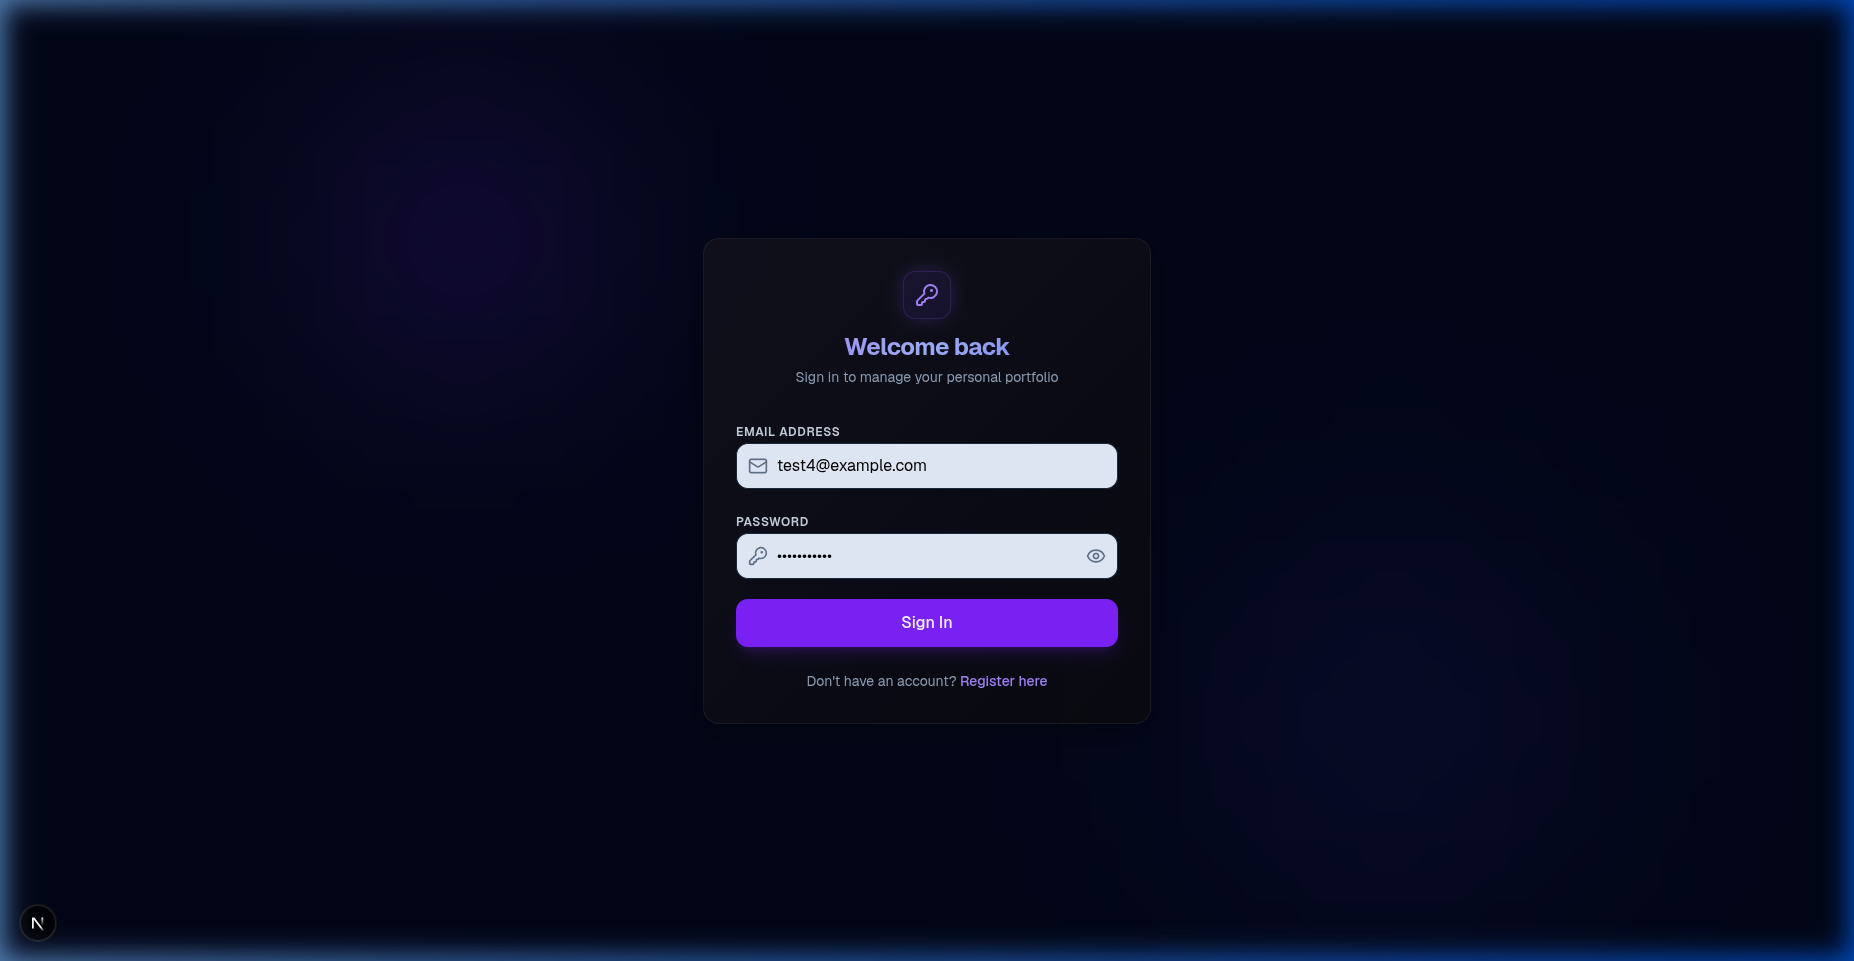 Welcome back
Sign in to manage your personal portfolio
EMAIL ADDRESS
test4@example.com
PASSWORD
•••••••••••
Sign In
Don't have an account? Register here
N